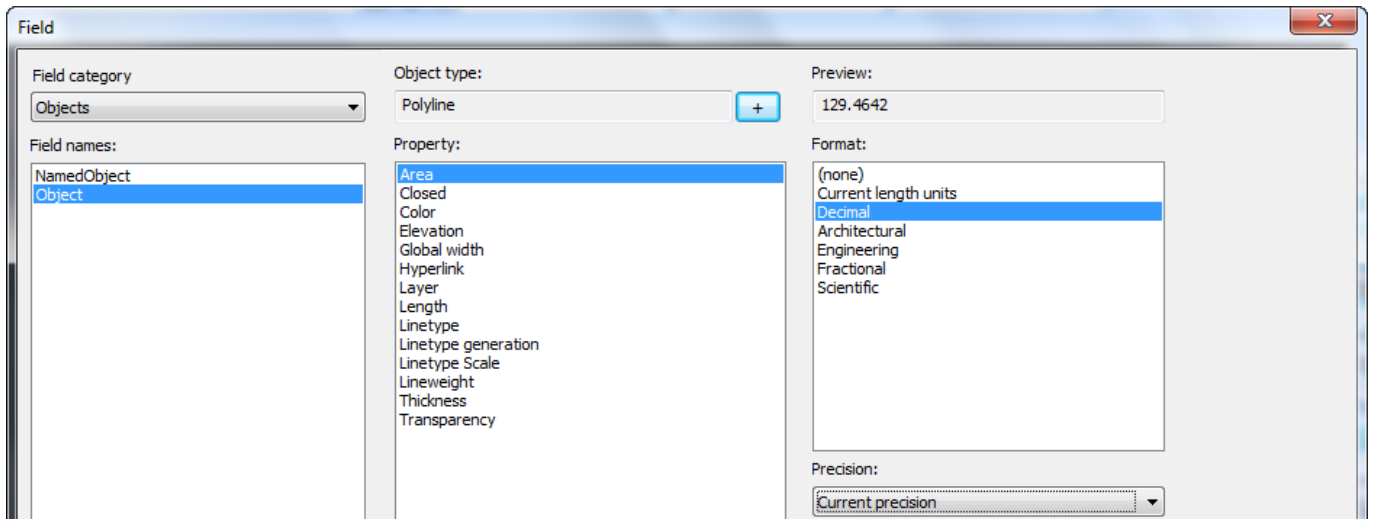 Field
Field category
Objects
Field names:
NamedObject
Object
Object type:
Polyline
+
Property:
Area
Closed
Color
Elevation
Global width
Hyperlink
Layer
Length
Linetype
Linetype generation
Linetype Scale
Lineweight
Thickness
Transparency
Preview:
129.4642
Format:
(none)
Current length units
Decimal
Architectural
Engineering
Fractional
Scientific
Precision:
Current precision